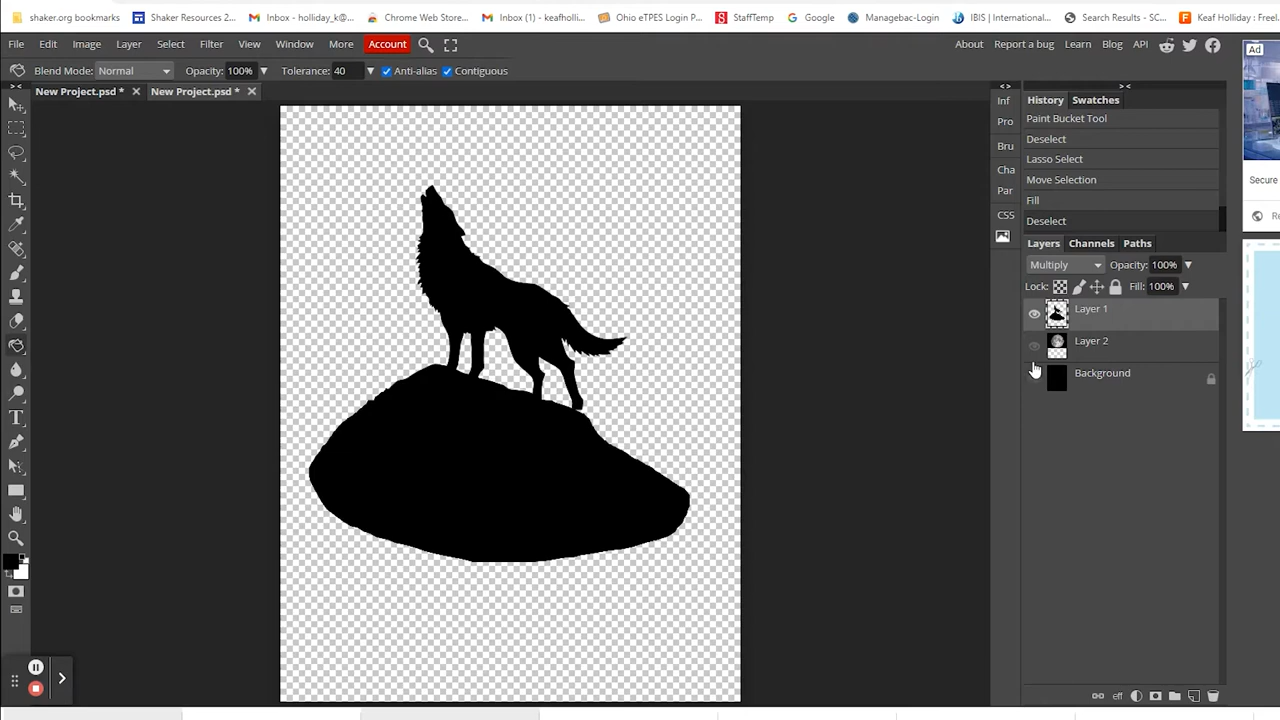 shaker.org bookmarks Shaker Resources 2... Inbox - holliday_k@... Chrome Web Store... Inbox (1) - keafholli... Ohio eTPES Login P... StaffTemp Google Managebac-Login IBIS | International... Search Results - SC... Keaf Holliday : Freel
File Edit Image Layer Select Filter View Window More Account About Report a bug Learn Blog API
Blend Mode: Normal Opacity: 100% Tolerance: 40 Anti-alias Contiguous
New Project.psd * New Project.psd *
Ad
Inf
Pro
Bru
Cha
Par
CSS
History Swatches
Paint Bucket Tool
Deselect
Lasso Select
Move Selection
Fill
Deselect
Layers Channels Paths
Multiply Opacity: 100%
Lock: Fill: 100%
Layer 1
Layer 2
Background
eff
Secure